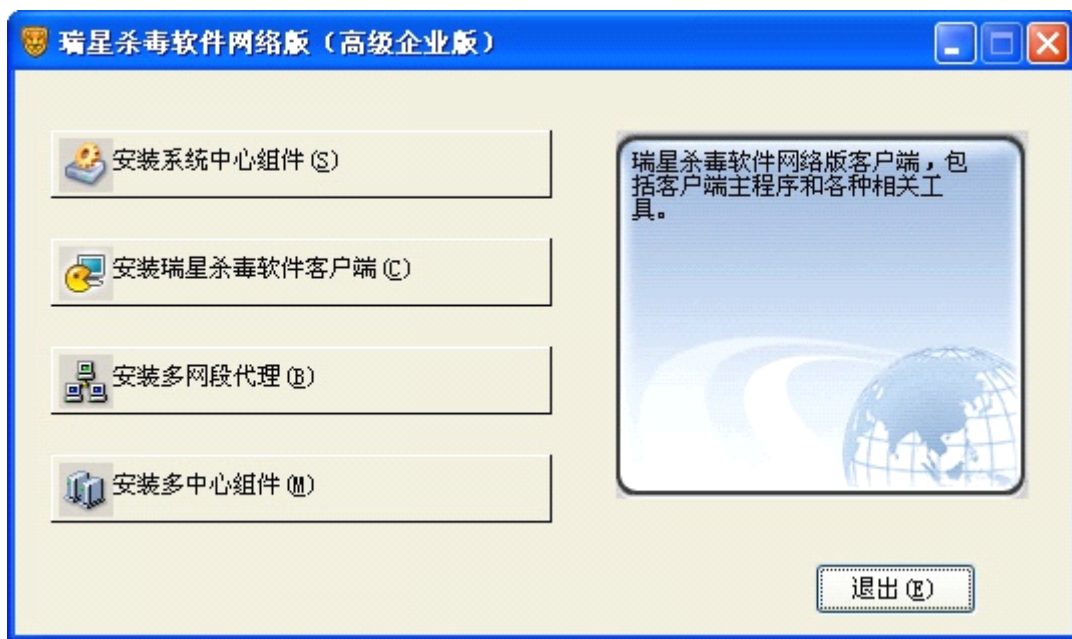 瑞星杀毒软件网络版（高级企业版）
安装系统中心组件(S)
安装瑞星杀毒软件客户端(C)
安装多网段代理(B)
安装多中心组件(M)
瑞星杀毒软件网络版客户端，包
括客户端主程序和各种相关工
具。
退出(E)